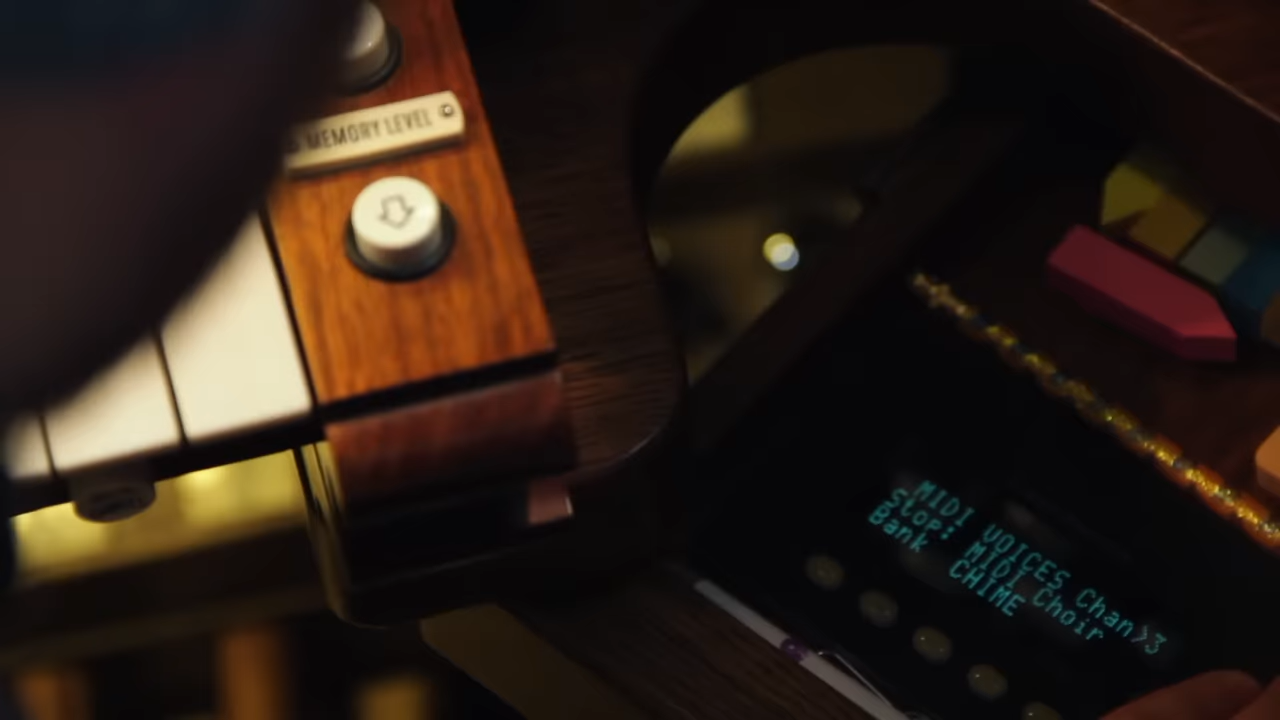 MEMORY LEVEL
MIDI VOICES Chan>3
Stop: MIDI Choir
Bank CHIME